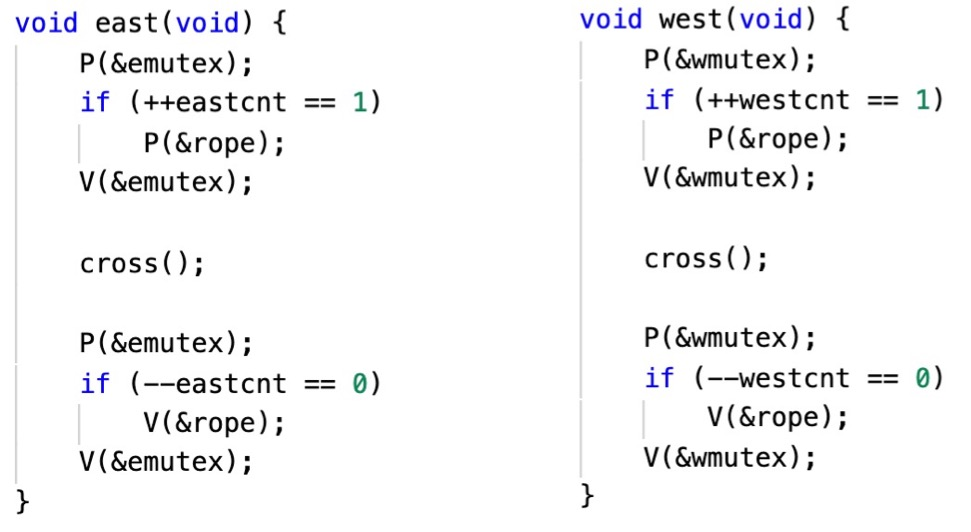 void east(void) {
    P(&emutex);
    if (++eastcnt == 1)
        P(&rope);
    V(&emutex);

    cross();

    P(&emutex);
    if (--eastcnt == 0)
        V(&rope);
    V(&emutex);
}
void west(void) {
    P(&wmutex);
    if (++westcnt == 1)
        P(&rope);
    V(&wmutex);

    cross();

    P(&wmutex);
    if (--westcnt == 0)
        V(&rope);
    V(&wmutex);
}